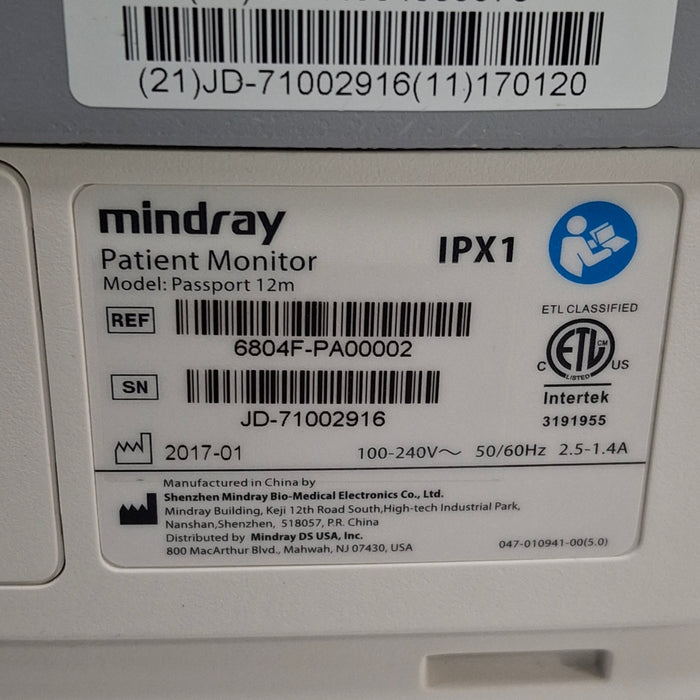 (21)JD-71002916(11)170120
mindray
IPX1
Patient Monitor
Model: Passport 12m
ETL CLASSIFIED
REF
6804F-PA00002
C ETL US
LISTED
SN
Intertek
JD-71002916
3191955
2017-01 100-240V~ 50/60Hz 2.5-1.4A
Manufactured in China by
Shenzhen Mindray Bio-Medical Electronics Co., Ltd.
Mindray Building, Keji 12th Road South,High-tech Industrial Park,
Nanshan,Shenzhen, 518057, P.R. China
Distributed by Mindray DS USA, Inc.
800 MacArthur Blvd., Mahwah, NJ 07430, USA
047-010941-00(5.0)